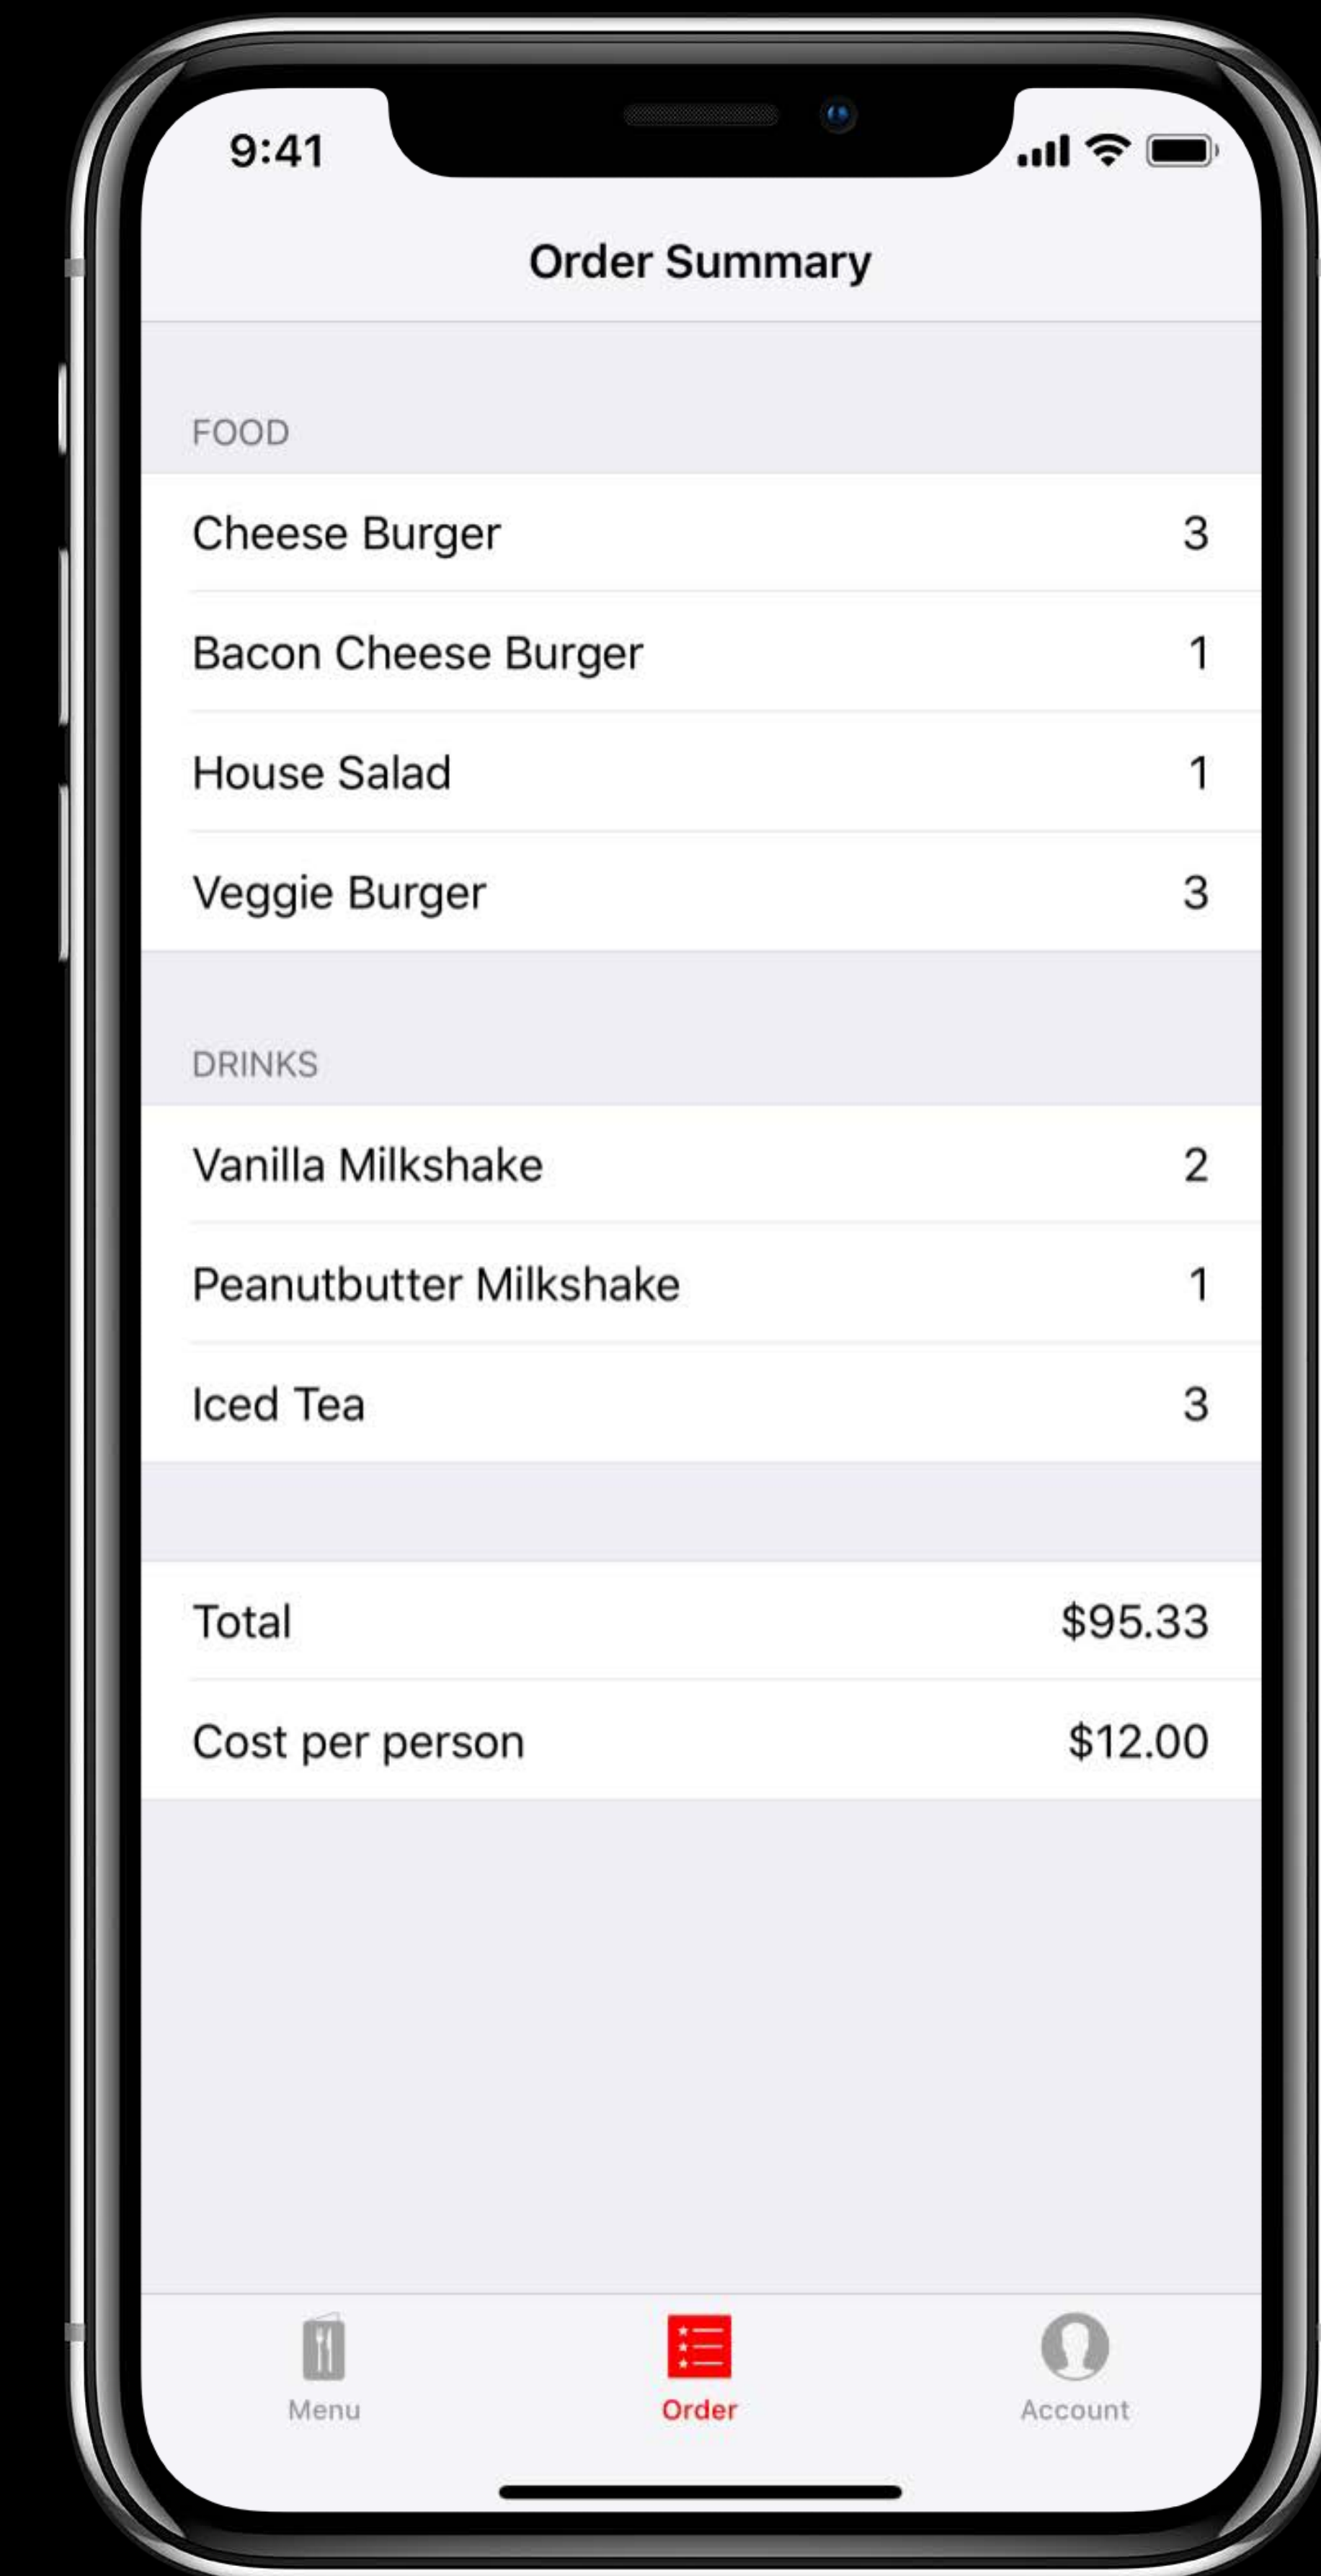 9:41
Order Summary
FOOD
Cheese Burger 3
Bacon Cheese Burger 1
House Salad 1
Veggie Burger 3
DRINKS
Vanilla Milkshake 2
Peanutbutter Milkshake 1
Iced Tea 3
Total $95.33
Cost per person $12.00
Menu Order Account